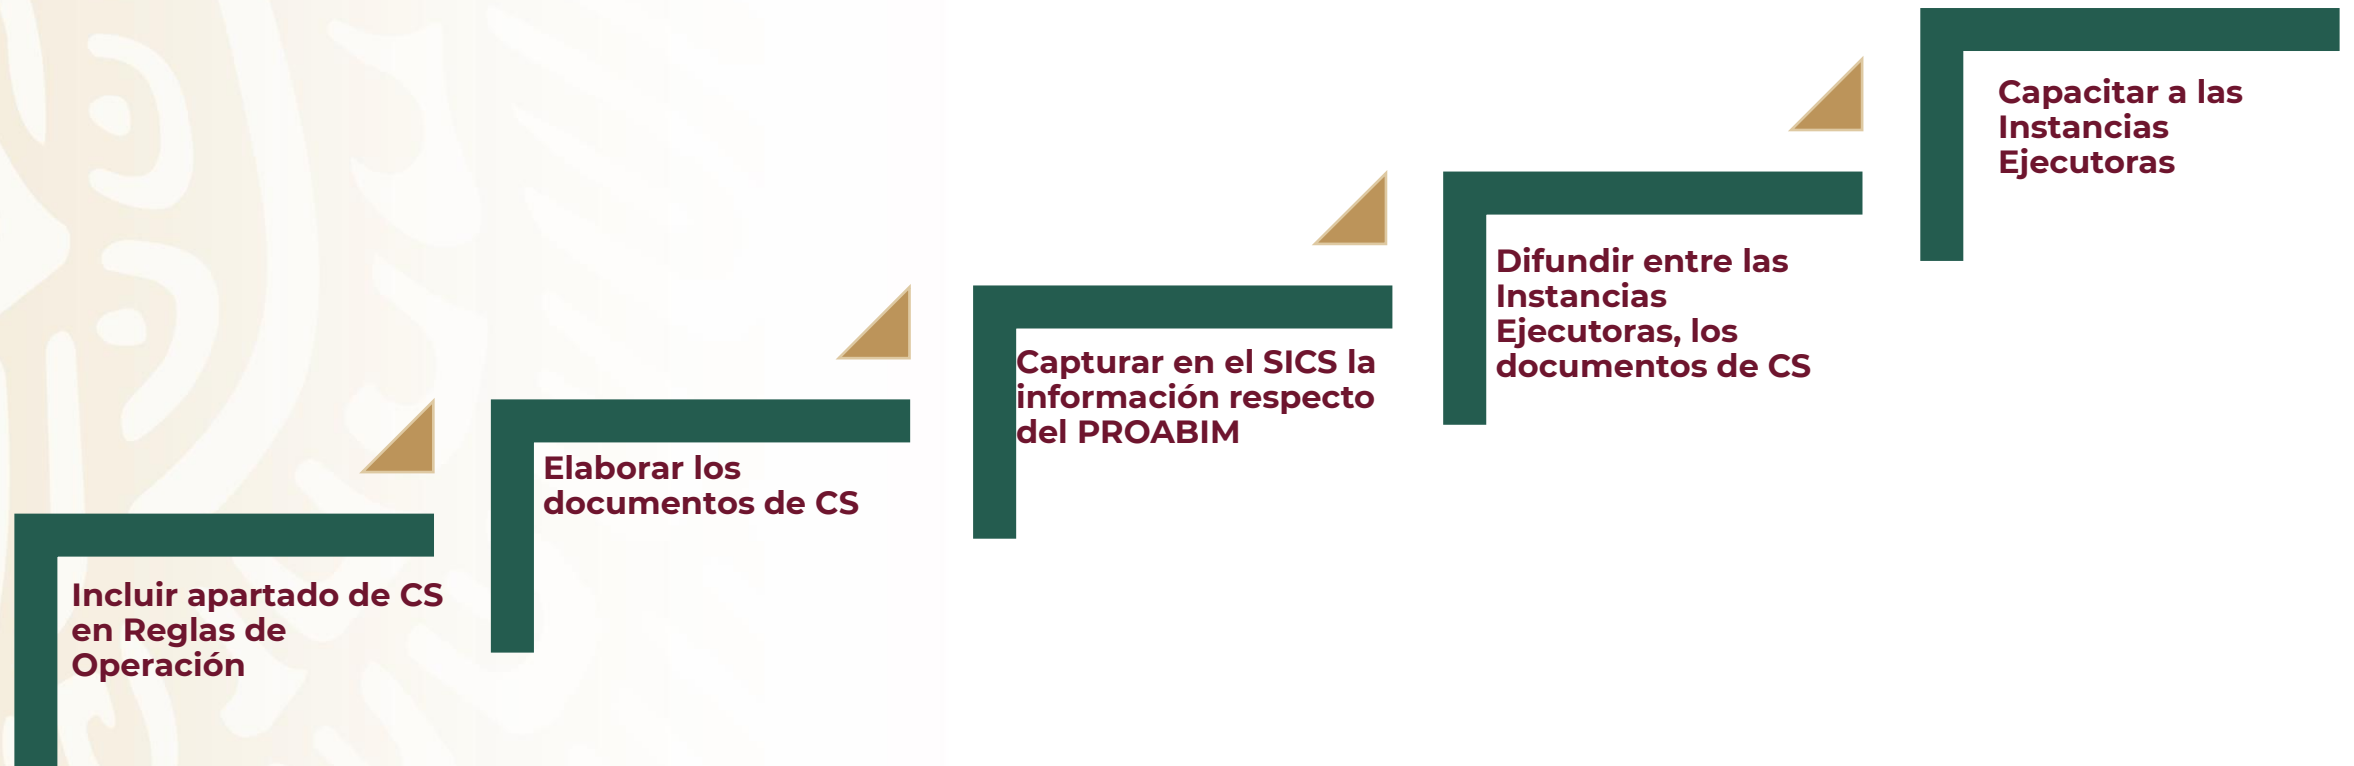 Incluir apartado de CS
en Reglas de
Operación
Elaborar los
documentos de CS
Capturar en el SICS la
información respecto
del PROABIM
Difundir entre las
Instancias
Ejecutoras, los
documentos de CS
Capacitar a las
Instancias
Ejecutoras